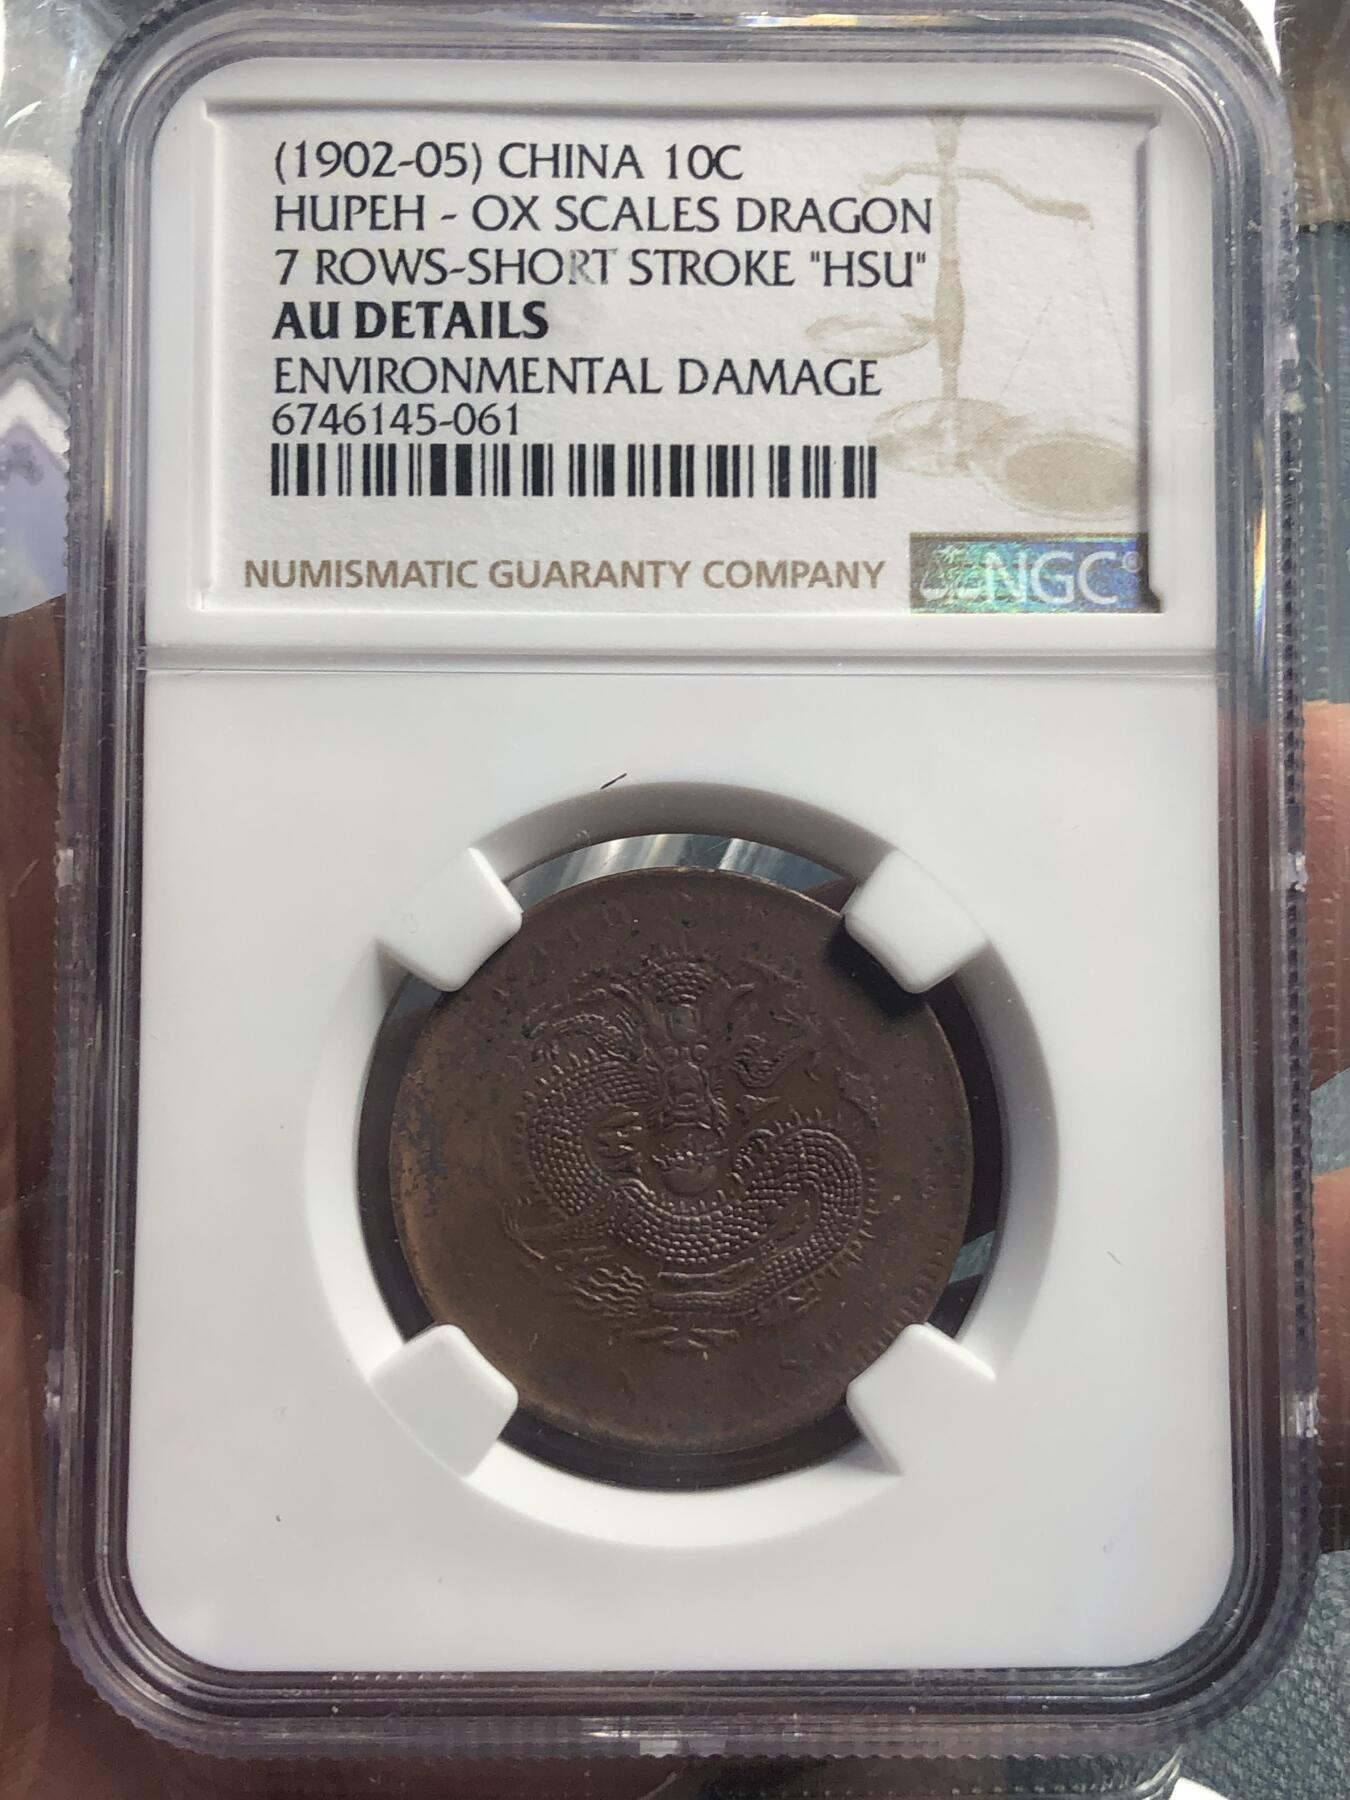 (1902-05) CHINA 10C
HUPEH - OX SCALES DRAGON
7 ROWS-SHORT STROKE "HSU"
AU DETAILS
ENVIRONMENTAL DAMAGE
6746145-061
NUMISMATIC GUARANTY COMPANY
NGC®